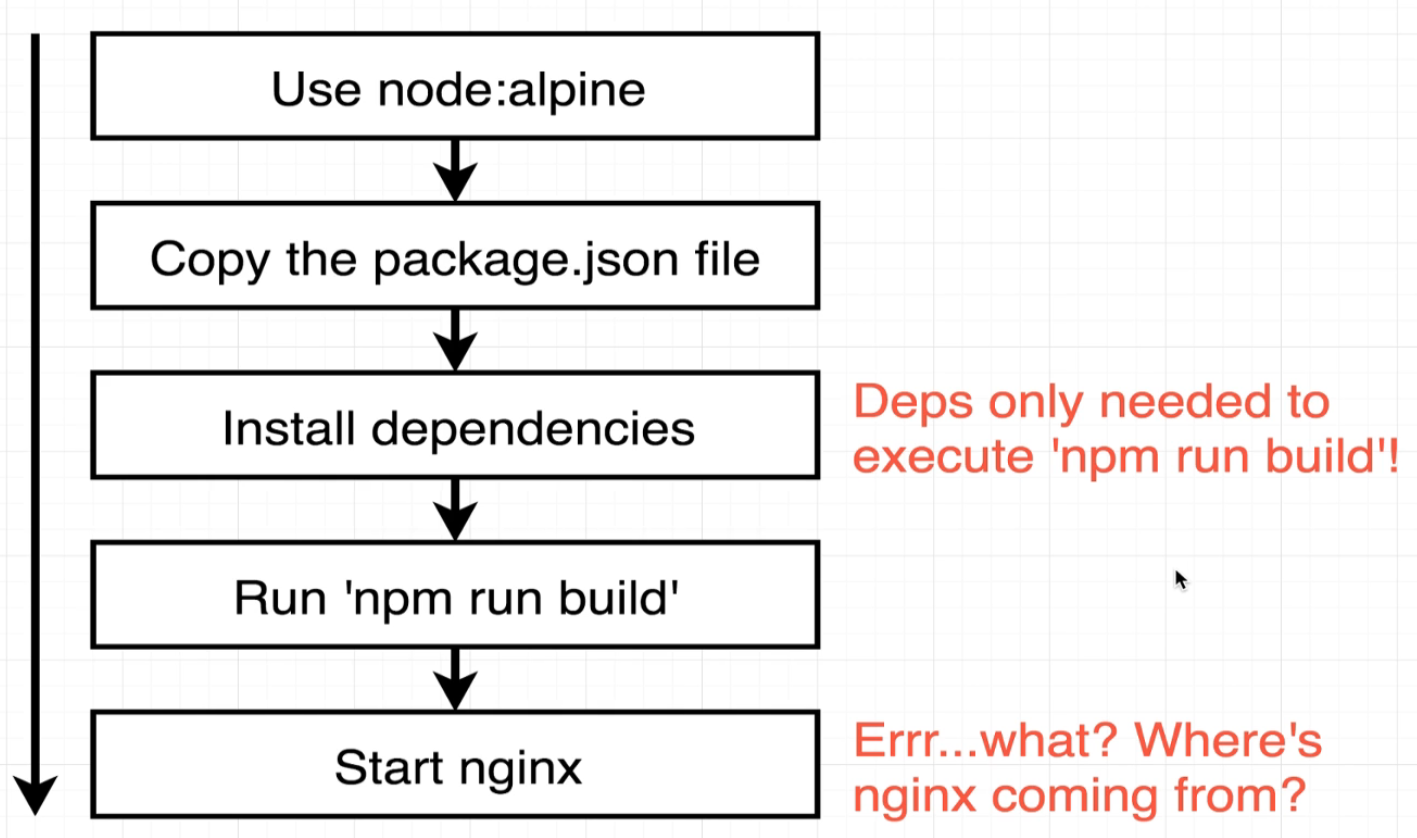 Use node:alpine
Copy the package.json file
Install dependencies
Deps only needed to
execute 'npm run build'!
Run 'npm run build'
Start nginx
Errr...what? Where's
nginx coming from?